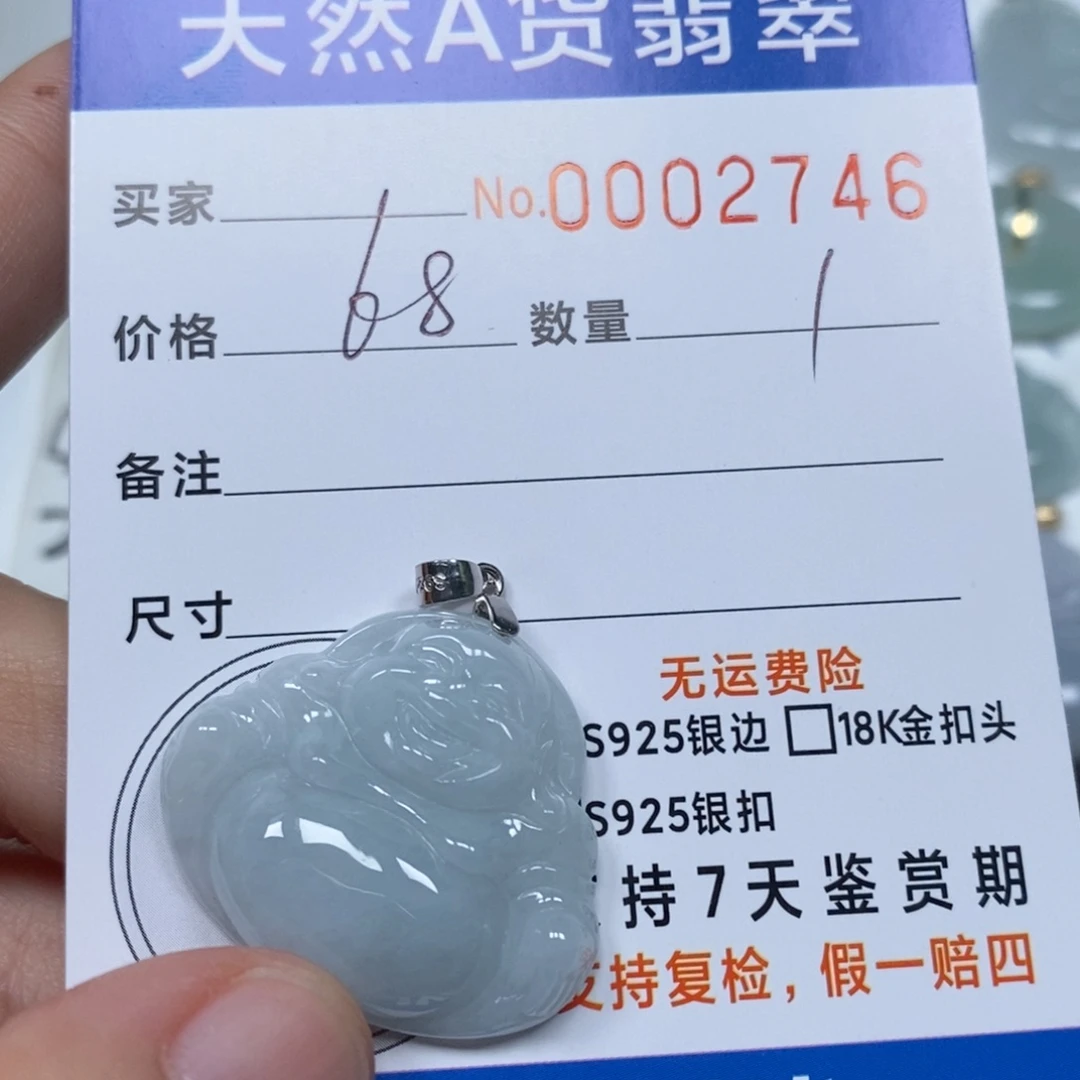 天然A货翡翠
买家 No.0002746
价格 68 数量 1
备注
尺寸
无运费险
S925银边 □18K金扣头
S925银扣
持7天鉴赏期
支持复检，假一赔四